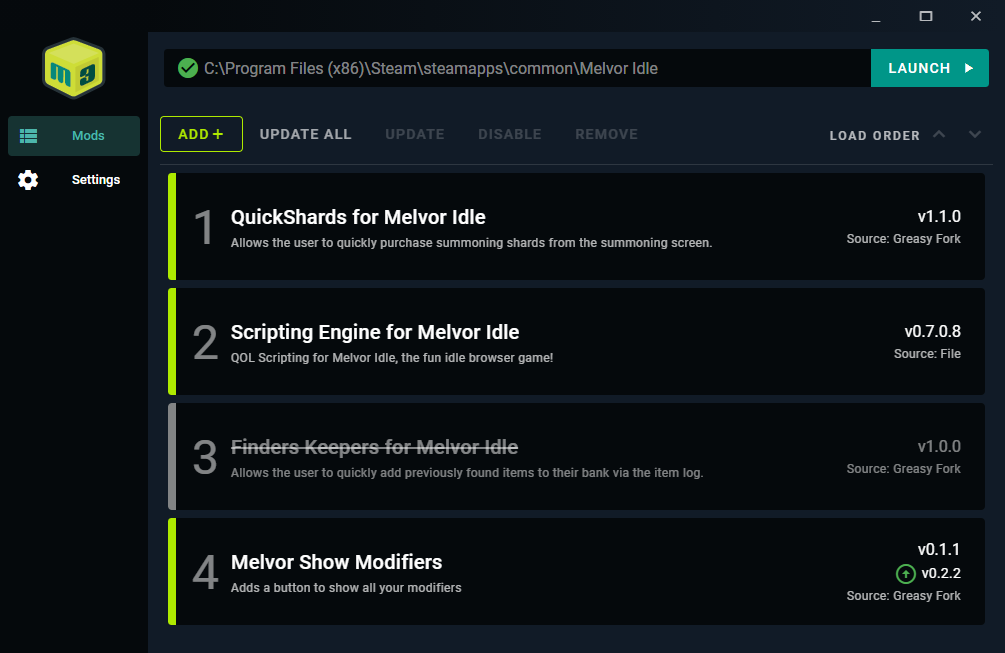 ma
C:\Program Files (x86)\Steam\steamapps\common\Melvor Idle
LAUNCH
Mods
Settings
ADD+
UPDATE ALL
UPDATE
DISABLE
REMOVE
LOAD ORDER
1
QuickShards for Melvor Idle
Allows the user to quickly purchase summoning shards from the summoning screen.
v1.1.0
Source: Greasy Fork
2
Scripting Engine for Melvor Idle
QOL Scripting for Melvor Idle, the fun idle browser game!
v0.7.0.8
Source: File
3
Finders Keepers for Melvor Idle
Allows the user to quickly add previously found items to their bank via the item log.
v1.0.0
Source: Greasy Fork
4
Melvor Show Modifiers
Adds a button to show all your modifiers
v0.1.1
v0.2.2
Source: Greasy Fork